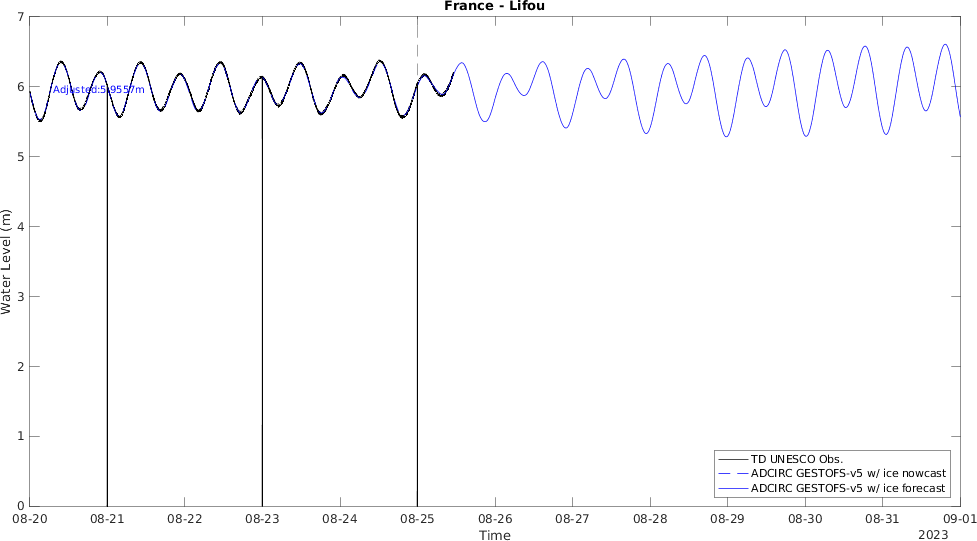 France - Lifou
Water Level (m)
7
6
5
4
3
2
1
0
Adjusted:5.9557m
TD UNESCO Obs.
ADCIRC GESTOFS-v5 w/ ice nowcast
ADCIRC GESTOFS-v5 w/ ice forecast
08-20 08-21 08-22 08-23 08-24 08-25 08-26 08-27 08-28 08-29 08-30 08-31 09-01
Time
2023